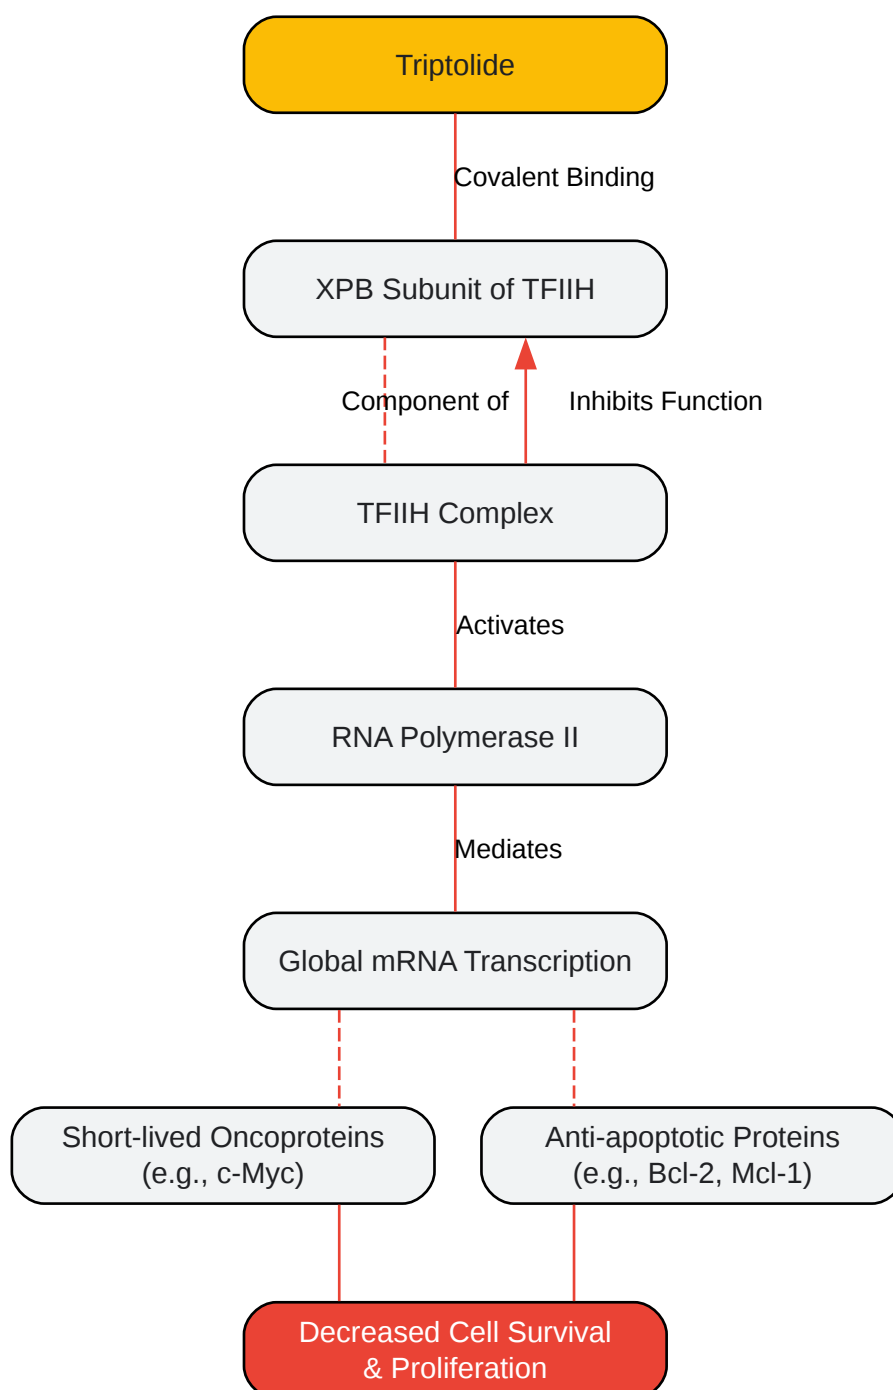 Triptolide
Covalent Binding
XPB Subunit of TFIIH
Component of
Inhibits Function
TFIIH Complex
Activates
RNA Polymerase II
Mediates
Global mRNA Transcription
Short-lived Oncoproteins
(e.g., c-Myc)
Anti-apoptotic Proteins
(e.g., Bcl-2, Mcl-1)
Decreased Cell Survival
& Proliferation